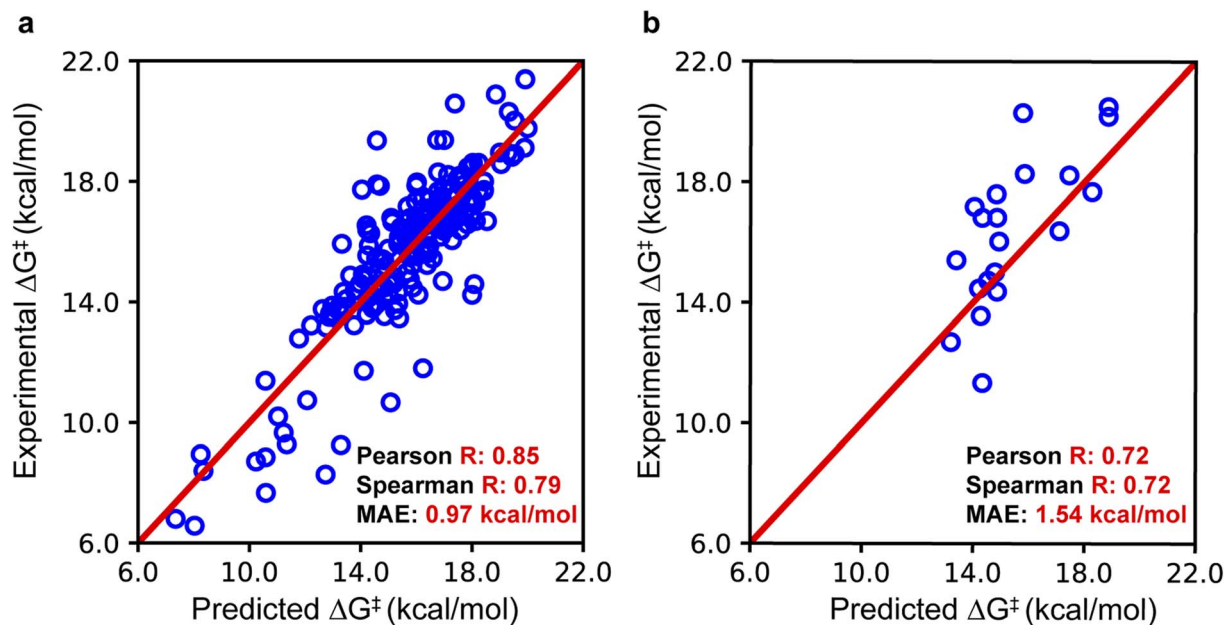 a
22.0
18.0
14.0
10.0
6.0
Experimental ΔG‡ (kcal/mol)
Pearson R: 0.85
Spearman R: 0.79
MAE: 0.97 kcal/mol
6.0 10.0 14.0 18.0 22.0
Predicted ΔG‡ (kcal/mol)
b
22.0
18.0
14.0
10.0
6.0
Experimental ΔG‡ (kcal/mol)
Pearson R: 0.72
Spearman R: 0.72
MAE: 1.54 kcal/mol
6.0 10.0 14.0 18.0 22.0
Predicted ΔG‡ (kcal/mol)